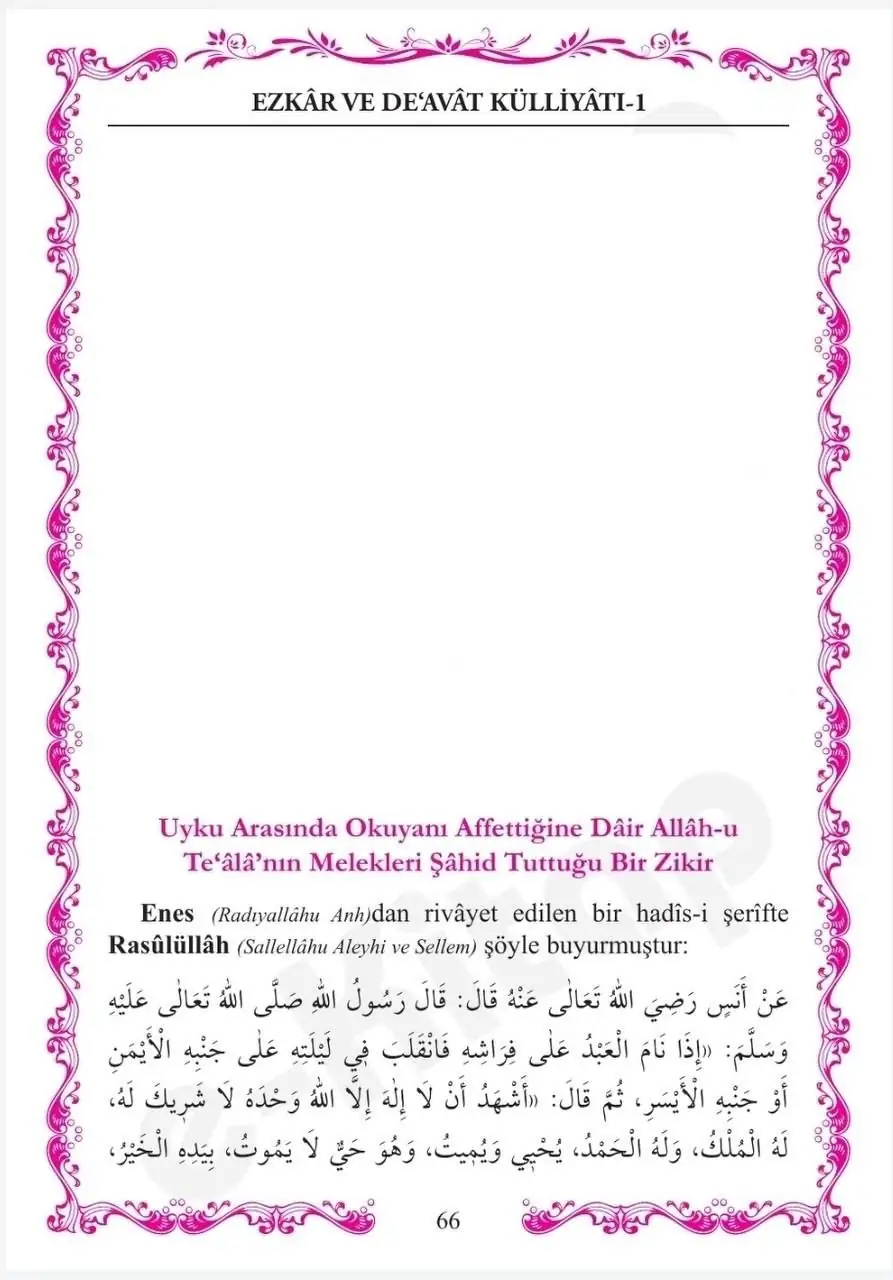 EZKÂR VE DE‘AVÂT KÜLLİYÂTI-1
Uyku Arasında Okuyanı Affettiğine Dâir Allâh-u
Te‘âlâ’nın Melekleri Şâhid Tuttuğu Bir Zikir
Enes (Radıyallâhu Anh)dan rivâyet edilen bir hadîs-i şerîfte
Rasûlüllâh (Sallellâhu Aleyhi ve Sellem) şöyle buyurmuştur:
عَنْ أَنَسٍ رَضِيَ اللهُ تَعَالٰى عَنْهُ قَالَ: قَالَ رَسُولُ اللهِ صَلَّى اللهُ تَعَالٰى عَلَيْهِ
وَسَلَّمَ: «إِذَا نَامَ الْعَبْدُ عَلٰى فِرَاشِهِ فَانْقَلَبَ فِي لَيْلَتِهِ عَلٰى جَنْبِهِ الْأَيْمَنِ
أَوْ جَنْبِهِ الْأَيْسَرِ، ثُمَّ قَالَ: «أَشْهَدُ أَنْ لَا إِلٰهَ إِلَّا اللهُ وَحْدَهُ لَا شَرِيكَ لَهُ،
لَهُ الْمُلْكُ، وَلَهُ الْحَمْدُ، يُحْيِي وَيُمِيتُ، وَهُوَ حَيٌّ لَا يَمُوتُ، بِيَدِهِ الْخَيْرُ،
e-kitap
66